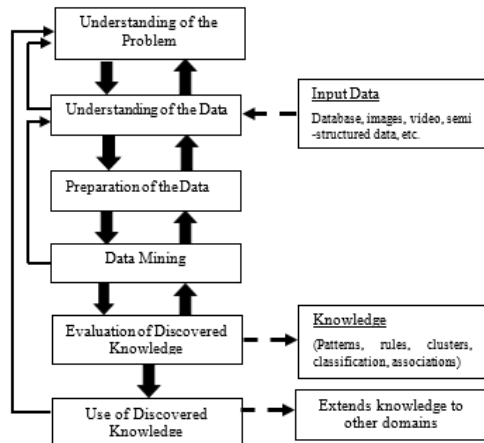 Understanding of the
Problem
Understanding of the Data
Input Data
Database, images, video, semi
-structured data, etc.
Preparation of the Data
Data Mining
Evaluation of Discovered
Knowledge
Knowledge
(Patterns, rules, clusters,
classification, associations)
Use of Discovered
Knowledge
Extends knowledge to
other domains